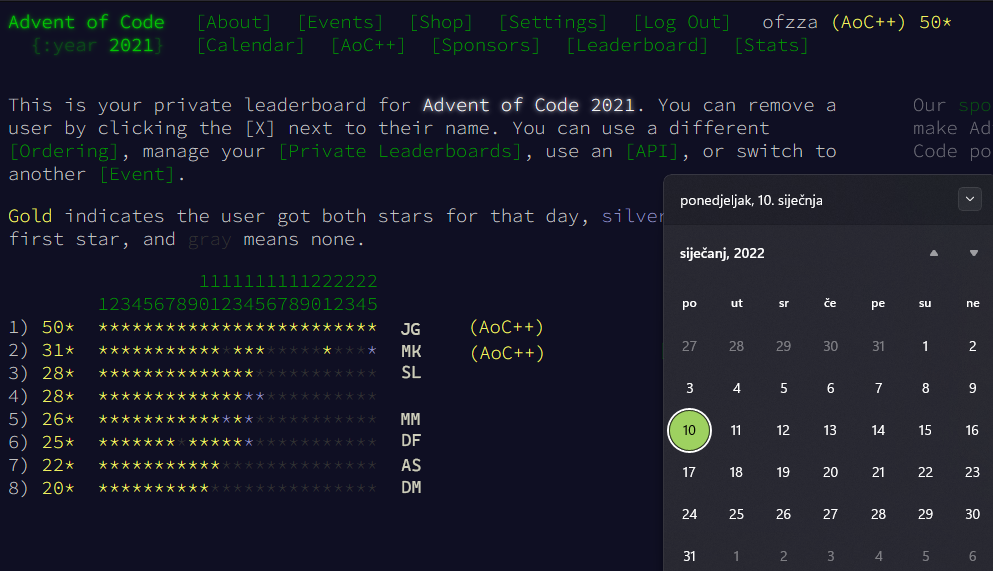 Advent of Code [About] [Events] [Shop] [Settings] [Log Out] ofzza (AoC++) 50*
{:year 2021} [Calendar] [AoC++] [Sponsors] [Leaderboard] [Stats]
This is your private leaderboard for Advent of Code 2021. You can remove a
user by clicking the [X] next to their name. You can use a different
[Ordering], manage your [Private Leaderboards], use an [API], or switch to
another [Event].
Our spo
make Ad
Code po
Gold indicates the user got both stars for that day, silver
first star, and gray means none.
1111111111222222
1234567890123456789012345
1) 50* ************************* JG (AoC++)
2) 31* ************************* MK (AoC++)
3) 28* ************************* SL
4) 28* *************************
5) 26* ************************* MM
6) 25* ************************* DF
7) 22* ************************* AS
8) 20* ************************* DM
ponedjeljak, 10. siječnja
siječanj, 2022
po ut sr če pe su ne
27 28 29 30 31 1 2
3 4 5 6 7 8 9
10 11 12 13 14 15 16
17 18 19 20 21 22 23
24 25 26 27 28 29 30
31 1 2 3 4 5 6